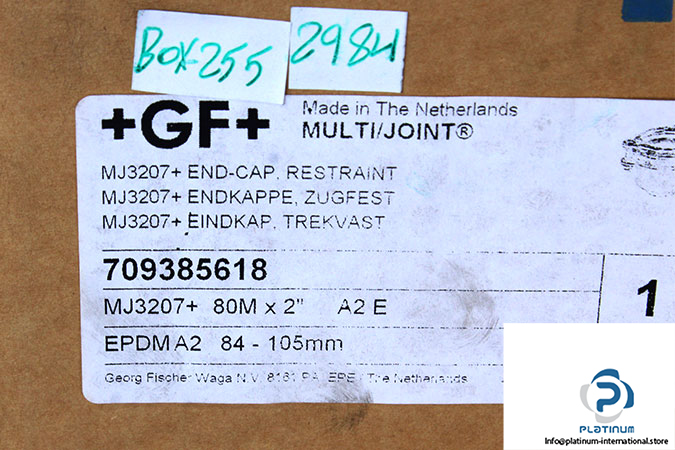 BOX-255
2984
+GF+
Made in The Netherlands
MULTI/JOINT®
MJ3207+ END-CAP, RESTRAINT
MJ3207+ ENDKAPPE, ZUGFEST
MJ3207+ EINDKAP, TREKVAST
709385618
MJ3207+ 80M x 2" A2 E
1
EPDM A2 84 - 105mm
Georg Fischer Waga N.V. 8161 PA EPE / The Netherlands
PLATINUM
Info@platinum-international.store